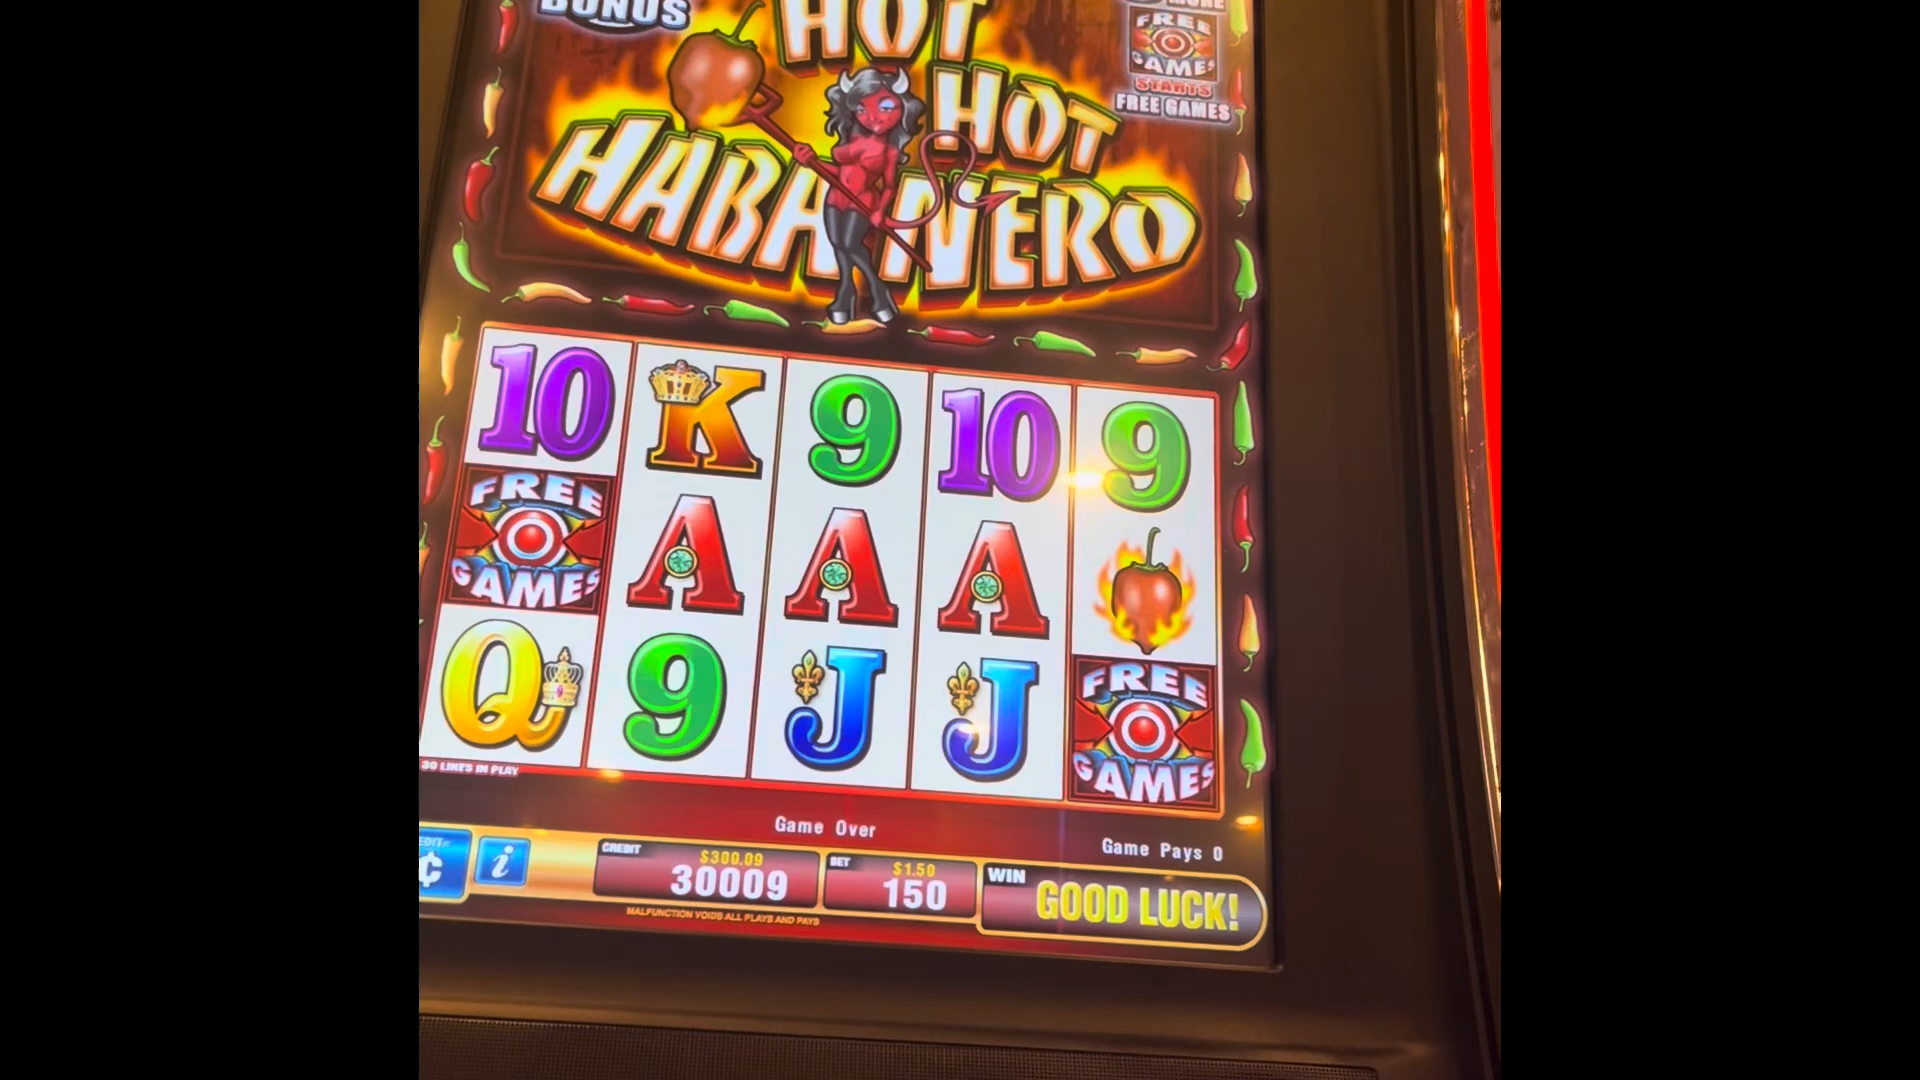 BONUS
HOT
HOT
HABANERO
MORE
FREE
GAMES
STARTS
FREE GAMES
10 K 9 10 9
FREE
GAMES
A A A
Q 9 J J
FREE
GAMES
30 LINES IN PLAY
Game Over
Game Pays 0
¢
i
CREDIT
$300.09
30009
BET
$1.50
150
WIN
GOOD LUCK!
MALFUNCTION VOIDS ALL PLAYS AND PAYS